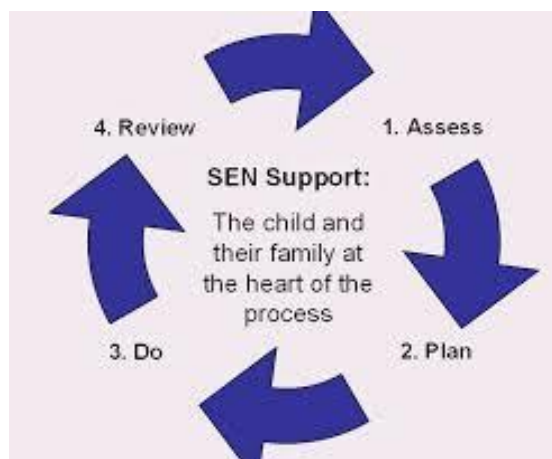 4. Review
1. Assess
SEN Support:
The child and
their family at
the heart of the
process
3. Do
2. Plan